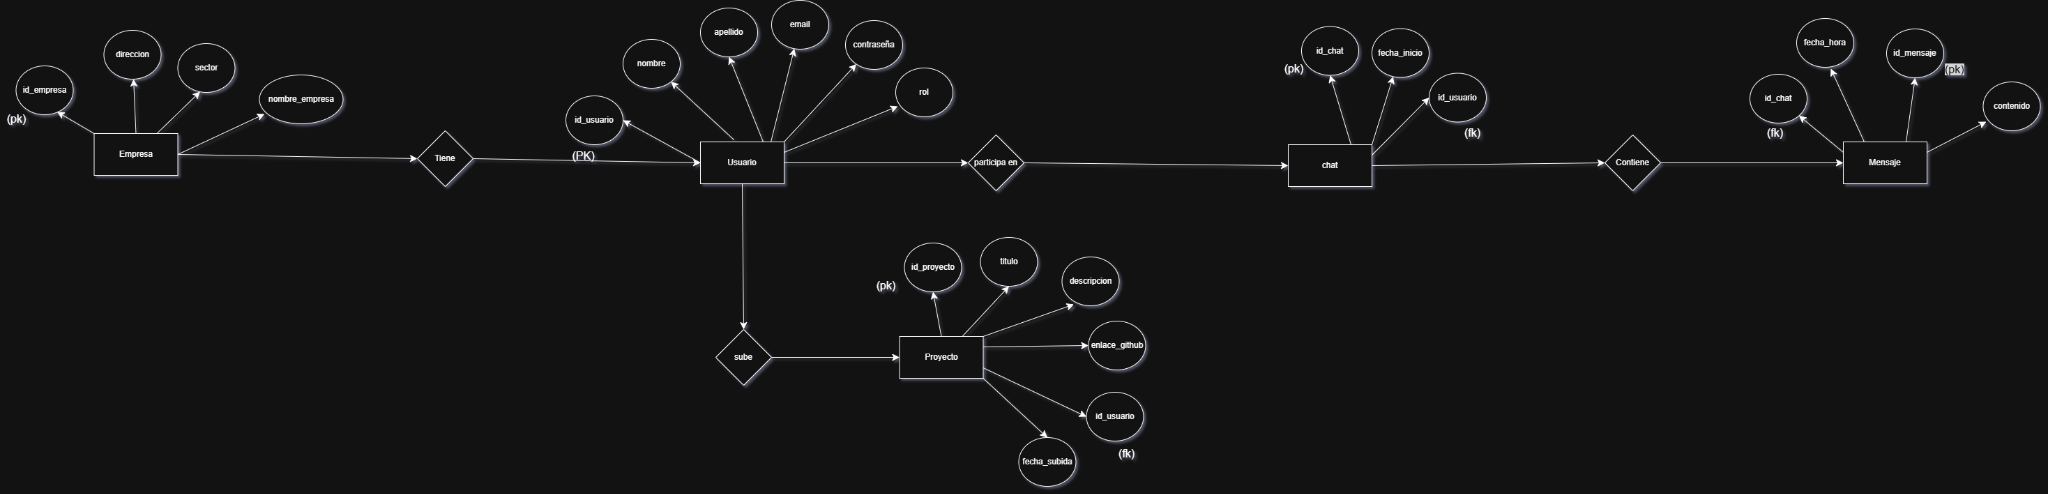 id_empresa
(pk)
direccion
sector
nombre_empresa
Empresa
Tiene
id_usuario
(PK)
nombre
apellido
email
contraseña
rol
Usuario
participa en
id_chat
(pk)
fecha_inicio
id_usuario
(fk)
chat
Contiene
id_chat
(fk)
fecha_hora
id_mensaje
(pk)
contenido
Mensaje
sube
id_proyecto
(pk)
titulo
descripcion
enlace_github
id_usuario
(fk)
fecha_subida
Proyecto